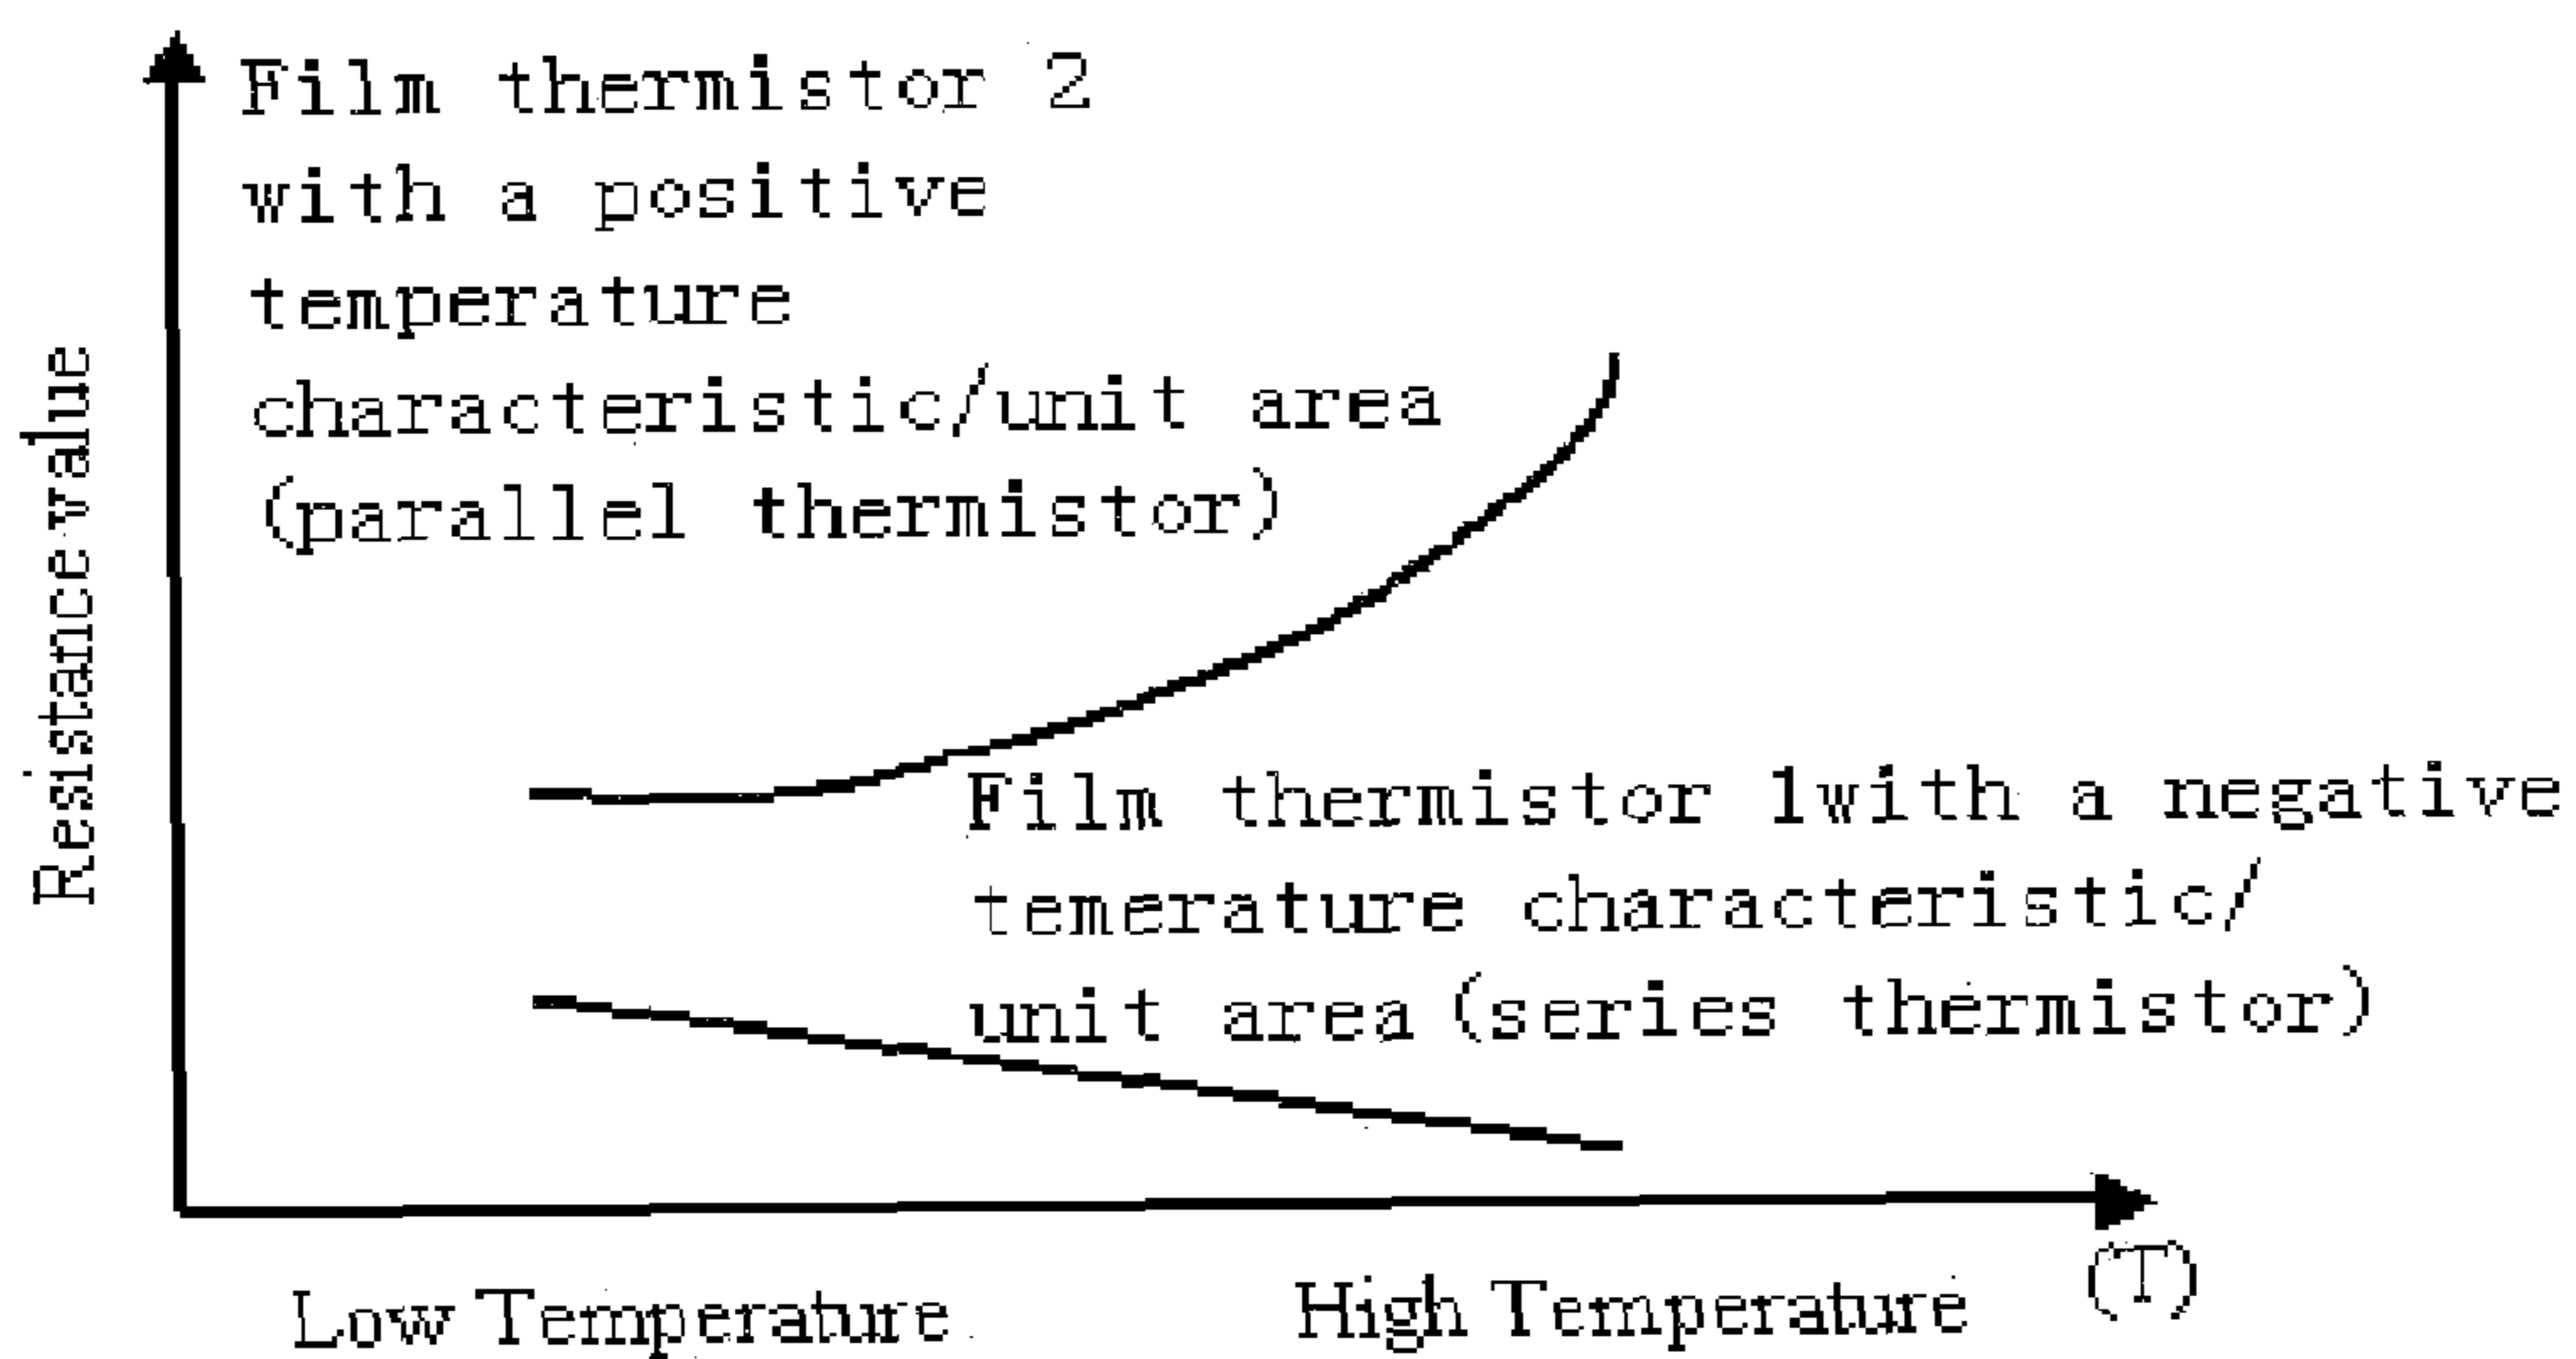 Film thermistor 2
with a positive
temperature
characteristic/unit area
(parallel thermistor)
Resistance value
Film thermistor 1with a negative
temerature characteristic/
unit area (series thermistor)
(T)
Low Temperature
High Temperature